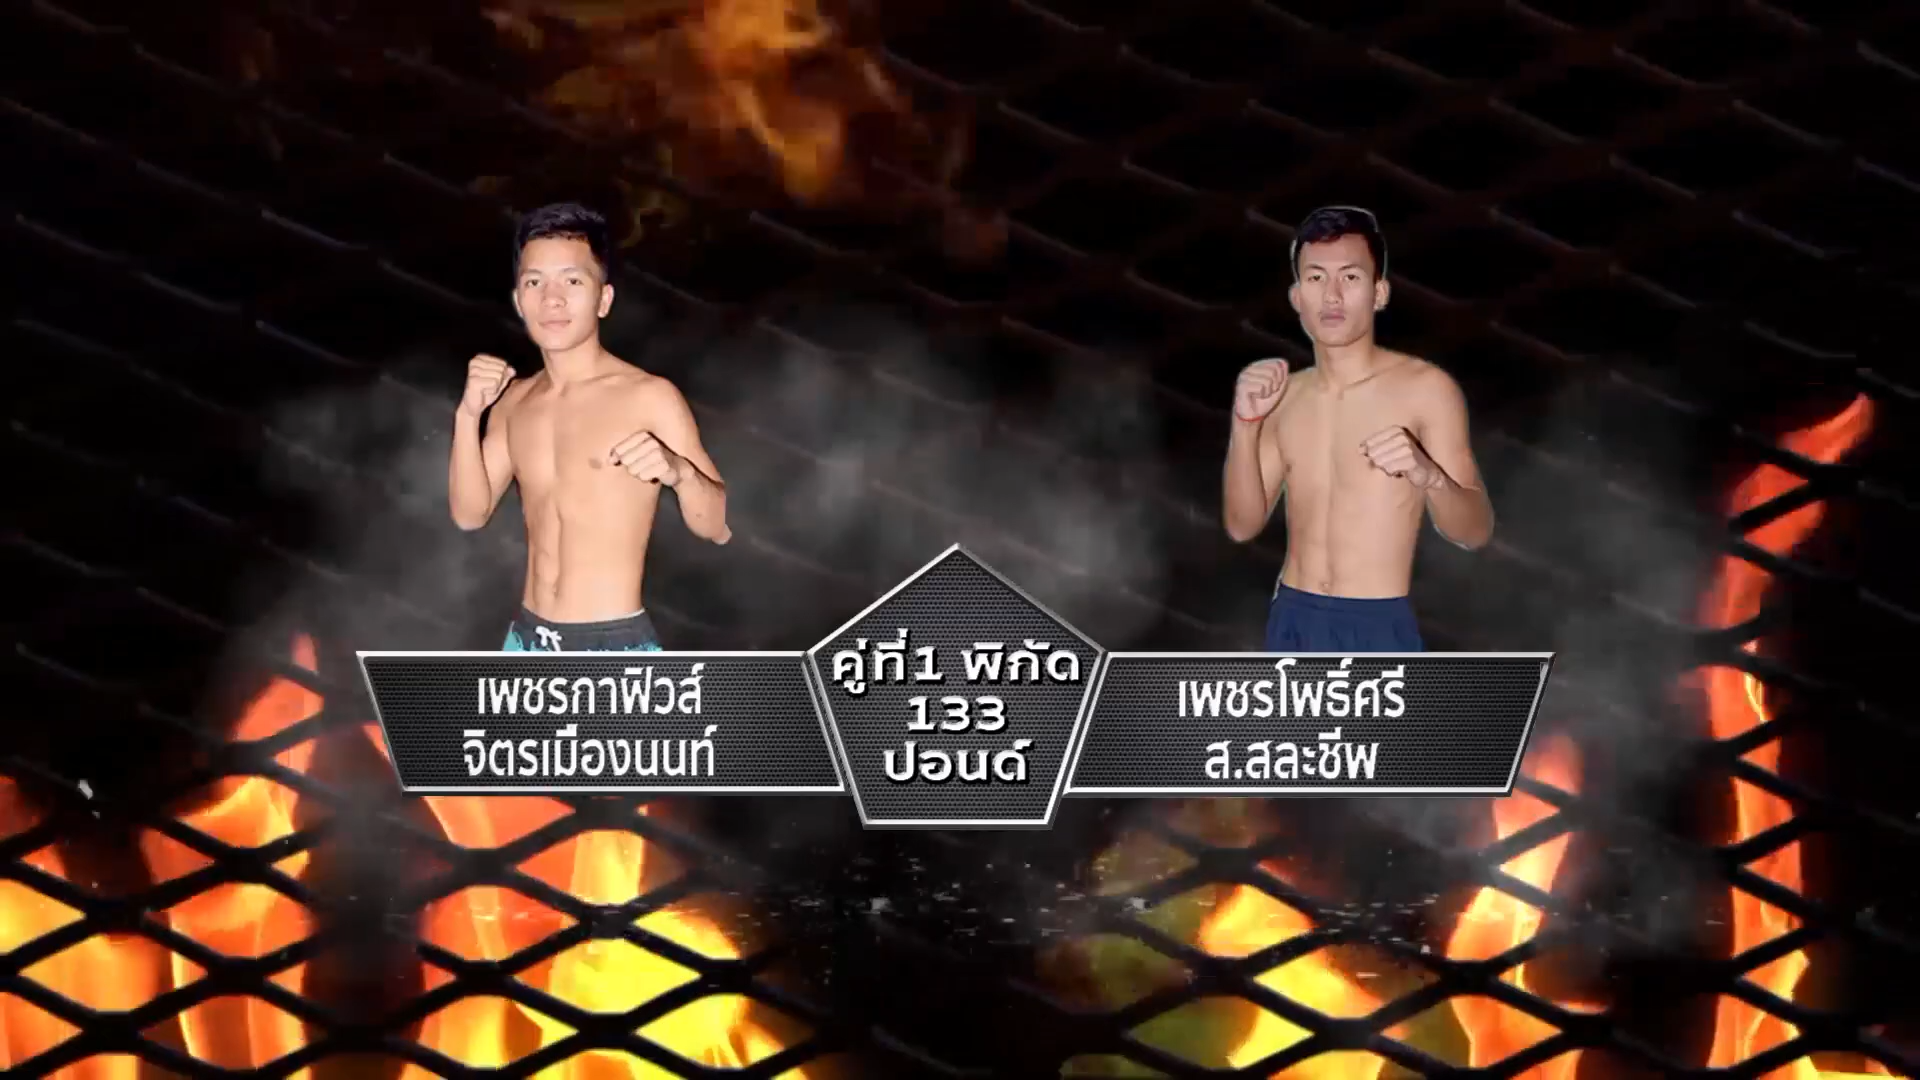 เพชรกาฟิวส์
จิตรเมืองนนท์
คู่ที่1 พิกัด
133
ปอนด์
เพชรโพธิ์ศรี
ส.สละชีพ